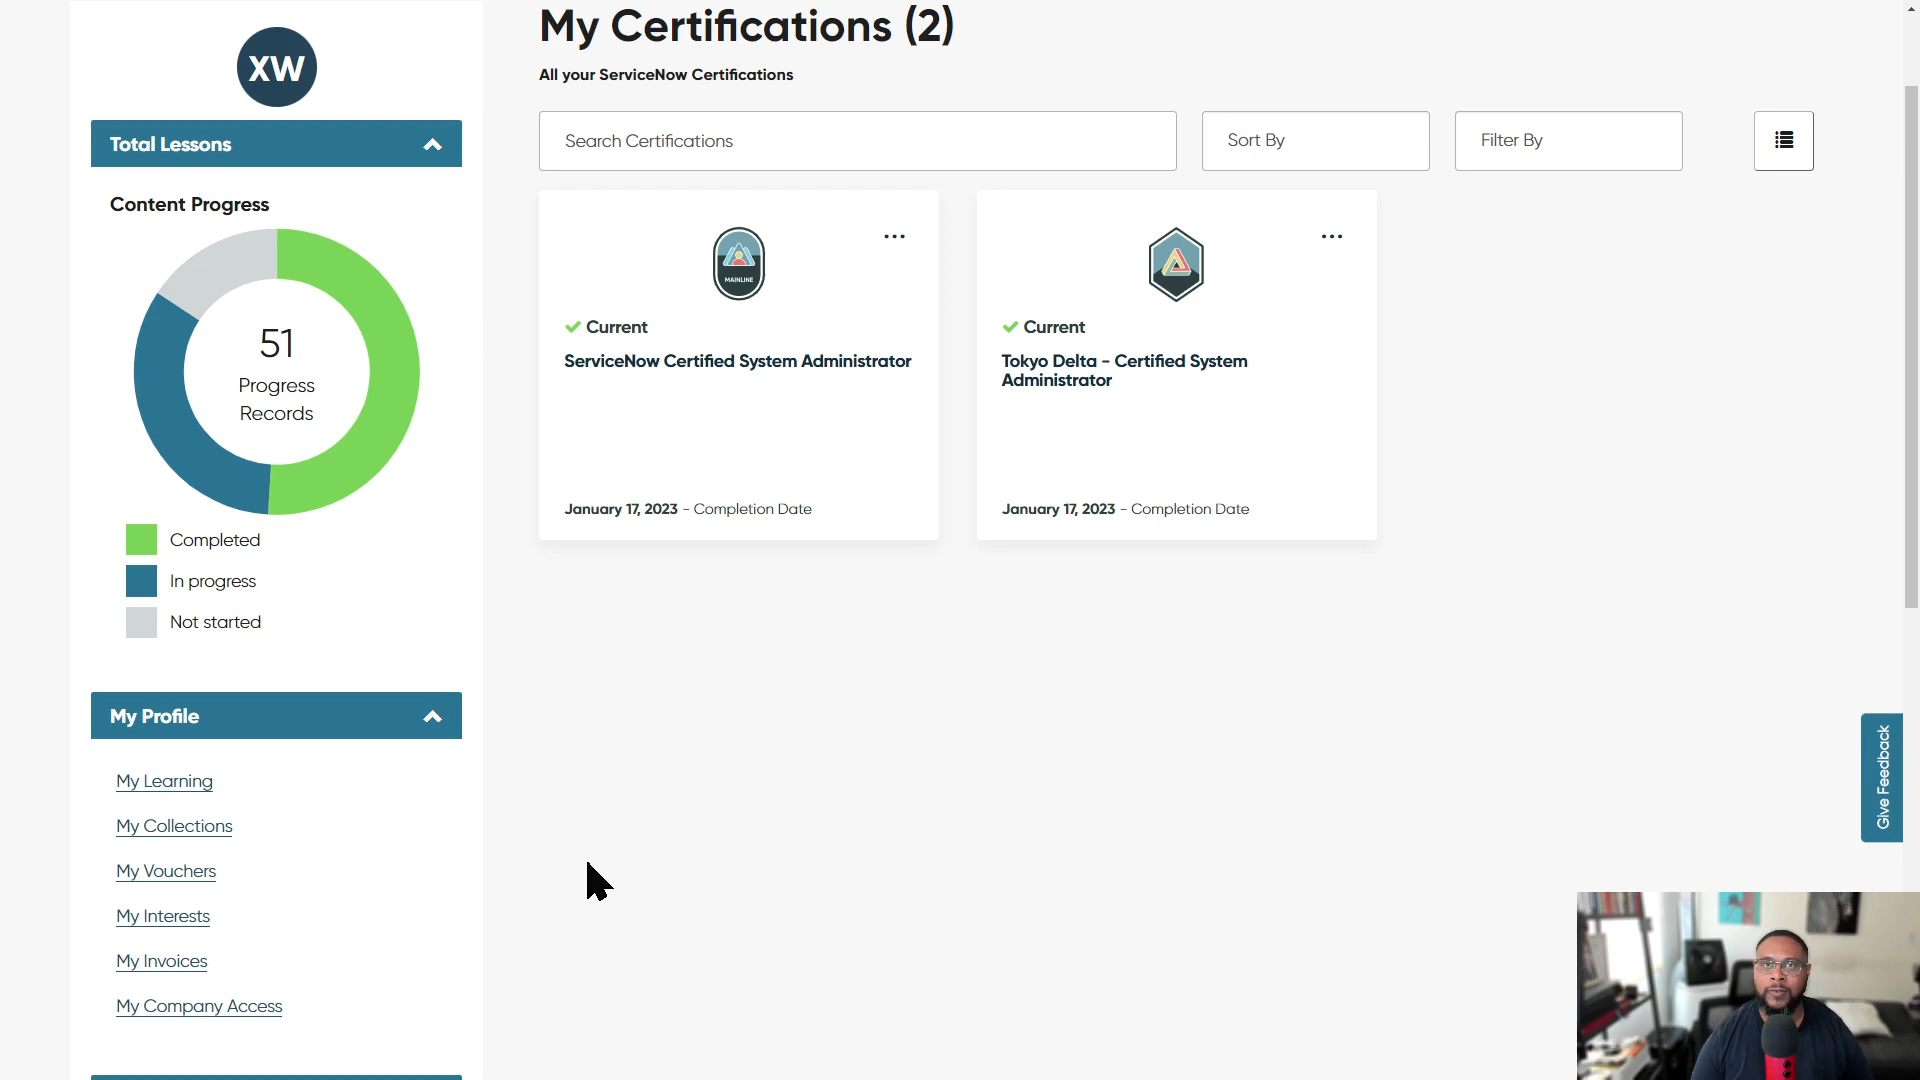 XW
Total Lessons
Content Progress
51
Progress
Records
Completed
In progress
Not started
My Profile
My Learning
My Collections
My Vouchers
My Interests
My Invoices
My Company Access
My Certifications (2)
All your ServiceNow Certifications
Search Certifications
Sort By
Filter By
...
MAINLINE
Current
ServiceNow Certified System Administrator
January 17, 2023 - Completion Date
...
Current
Tokyo Delta - Certified System
Administrator
January 17, 2023 - Completion Date
Give Feedback